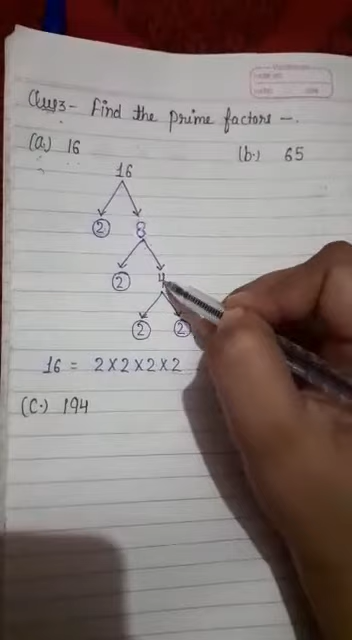 Ques3- Find the prime factors -.
(a.) 16
(b.) 65
16
2 8
2 4
2 2
16 = 2×2×2×2
(C.) 194